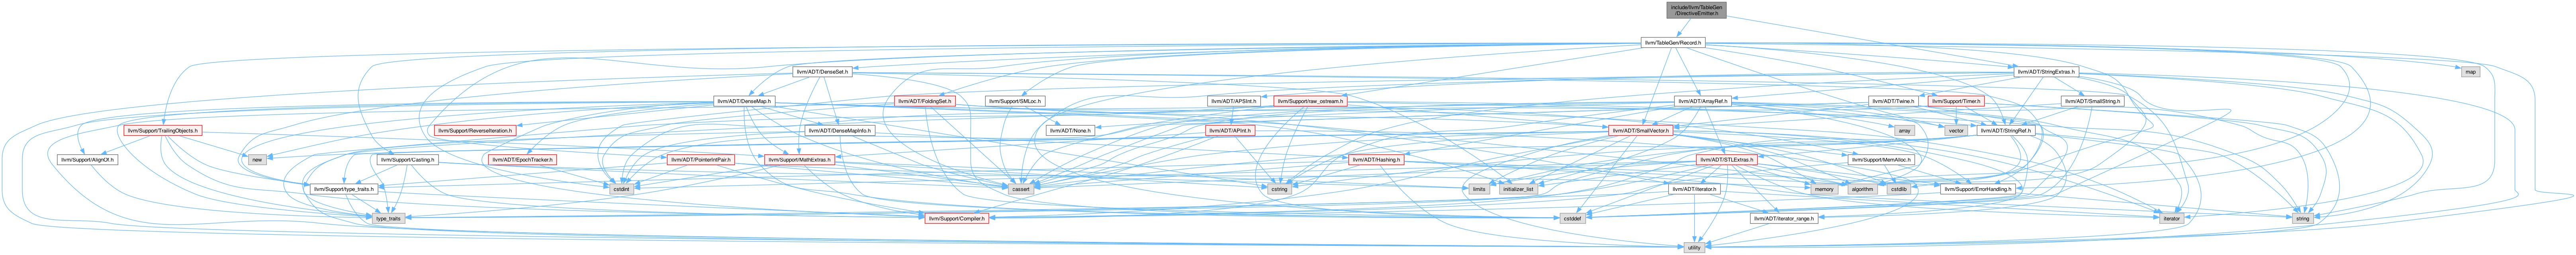 include/llvm/TableGen
/DirectiveEmitter.h
llvm/TableGen/Record.h
llvm/ADT/DenseSet.h
llvm/ADT/StringExtras.h
map
llvm/ADT/DenseMap.h
llvm/ADT/FoldingSet.h
llvm/Support/SMLoc.h
llvm/ADT/APSInt.h
llvm/Support/raw_ostream.h
llvm/ADT/ArrayRef.h
llvm/ADT/Twine.h
llvm/Support/Timer.h
llvm/ADT/SmallString.h
llvm/Support/TrailingObjects.h
llvm/Support/ReverseIteration.h
llvm/ADT/DenseMapInfo.h
llvm/ADT/None.h
llvm/ADT/APInt.h
llvm/ADT/SmallVector.h
array
vector
llvm/ADT/StringRef.h
llvm/Support/AlignOf.h
new
llvm/Support/Casting.h
llvm/ADT/EpochTracker.h
llvm/ADT/PointerIntPair.h
llvm/Support/MathExtras.h
llvm/ADT/Hashing.h
llvm/ADT/STLExtras.h
llvm/Support/MemAlloc.h
llvm/Support/type_traits.h
cstdint
cassert
cstring
limits
initializer_list
llvm/ADT/iterator.h
memory
algorithm
cstdlib
llvm/Support/ErrorHandling.h
type_traits
llvm/Support/Compiler.h
cstddef
llvm/ADT/iterator_range.h
iterator
string
utility